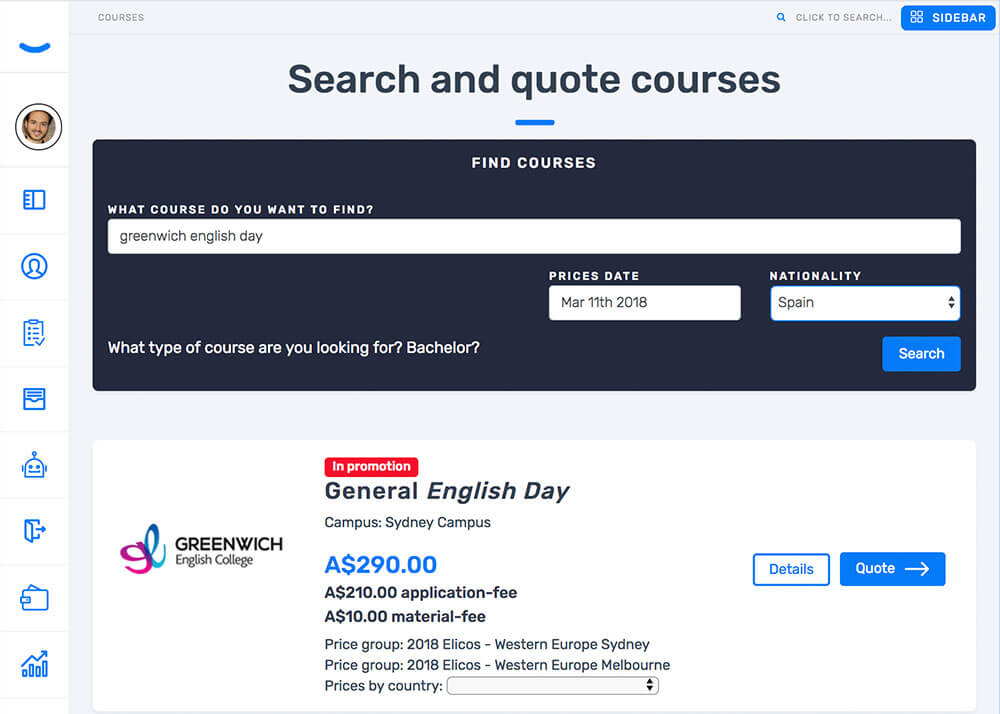 COURSES
CLICK TO SEARCH...
SIDEBAR
Search and quote courses
FIND COURSES
WHAT COURSE DO YOU WANT TO FIND?
greenwich english day
PRICES DATE
NATIONALITY
Mar 11th 2018
Spain
What type of course are you looking for? Bachelor?
Search
In promotion
General English Day
Campus: Sydney Campus
GREENWICH
English College
A$290.00
A$210.00 application-fee
A$10.00 material-fee
Details
Quote
Price group: 2018 Elicos - Western Europe Sydney
Price group: 2018 Elicos - Western Europe Melbourne
Prices by country: